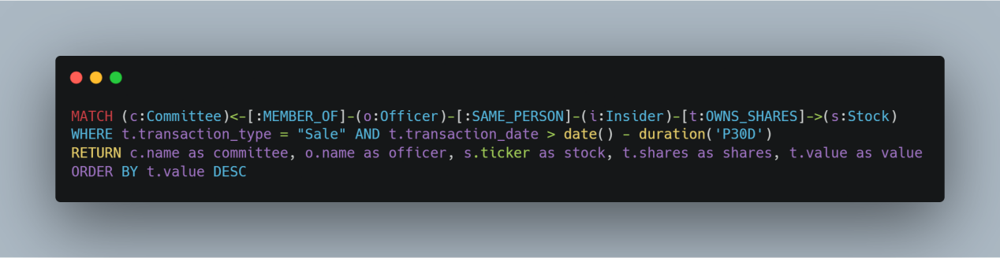 MATCH (c:Committee)<-[:MEMBER_OF]-(o:Officer)-[:SAME_PERSON]-(i:Insider)-[t:OWNS_SHARES]->(s:Stock)
WHERE t.transaction_type = "Sale" AND t.transaction_date > date() - duration('P30D')
RETURN c.name as committee, o.name as officer, s.ticker as stock, t.shares as shares, t.value as value
ORDER BY t.value DESC